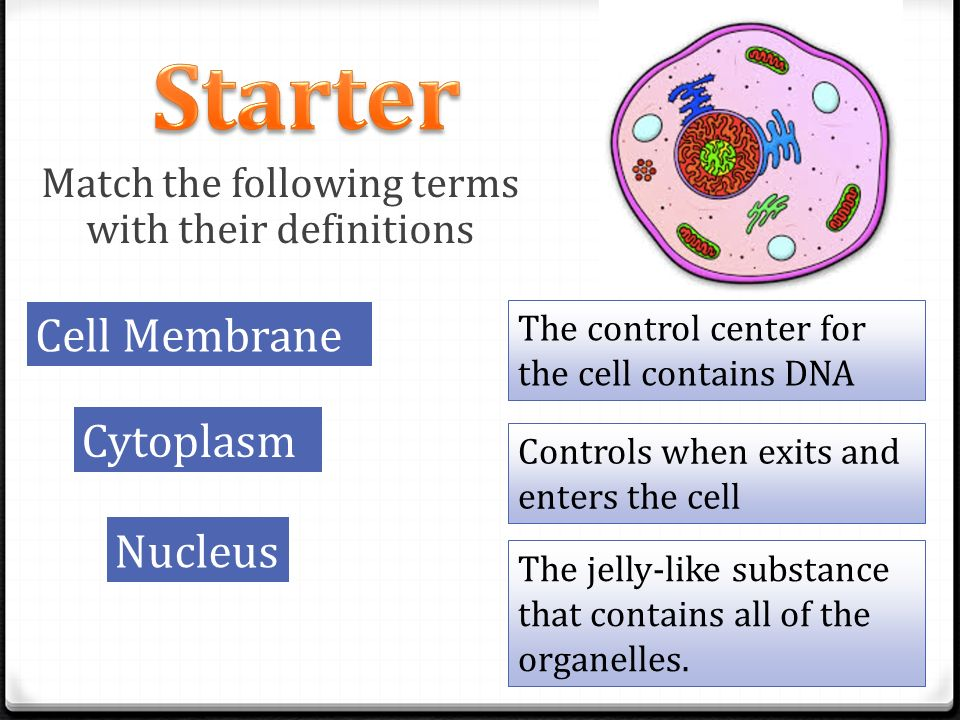 Starter
Match the following terms
with their definitions
Cell Membrane
Cytoplasm
Nucleus
The control center for
the cell contains DNA
Controls when exits and
enters the cell
The jelly-like substance
that contains all of the
organelles.